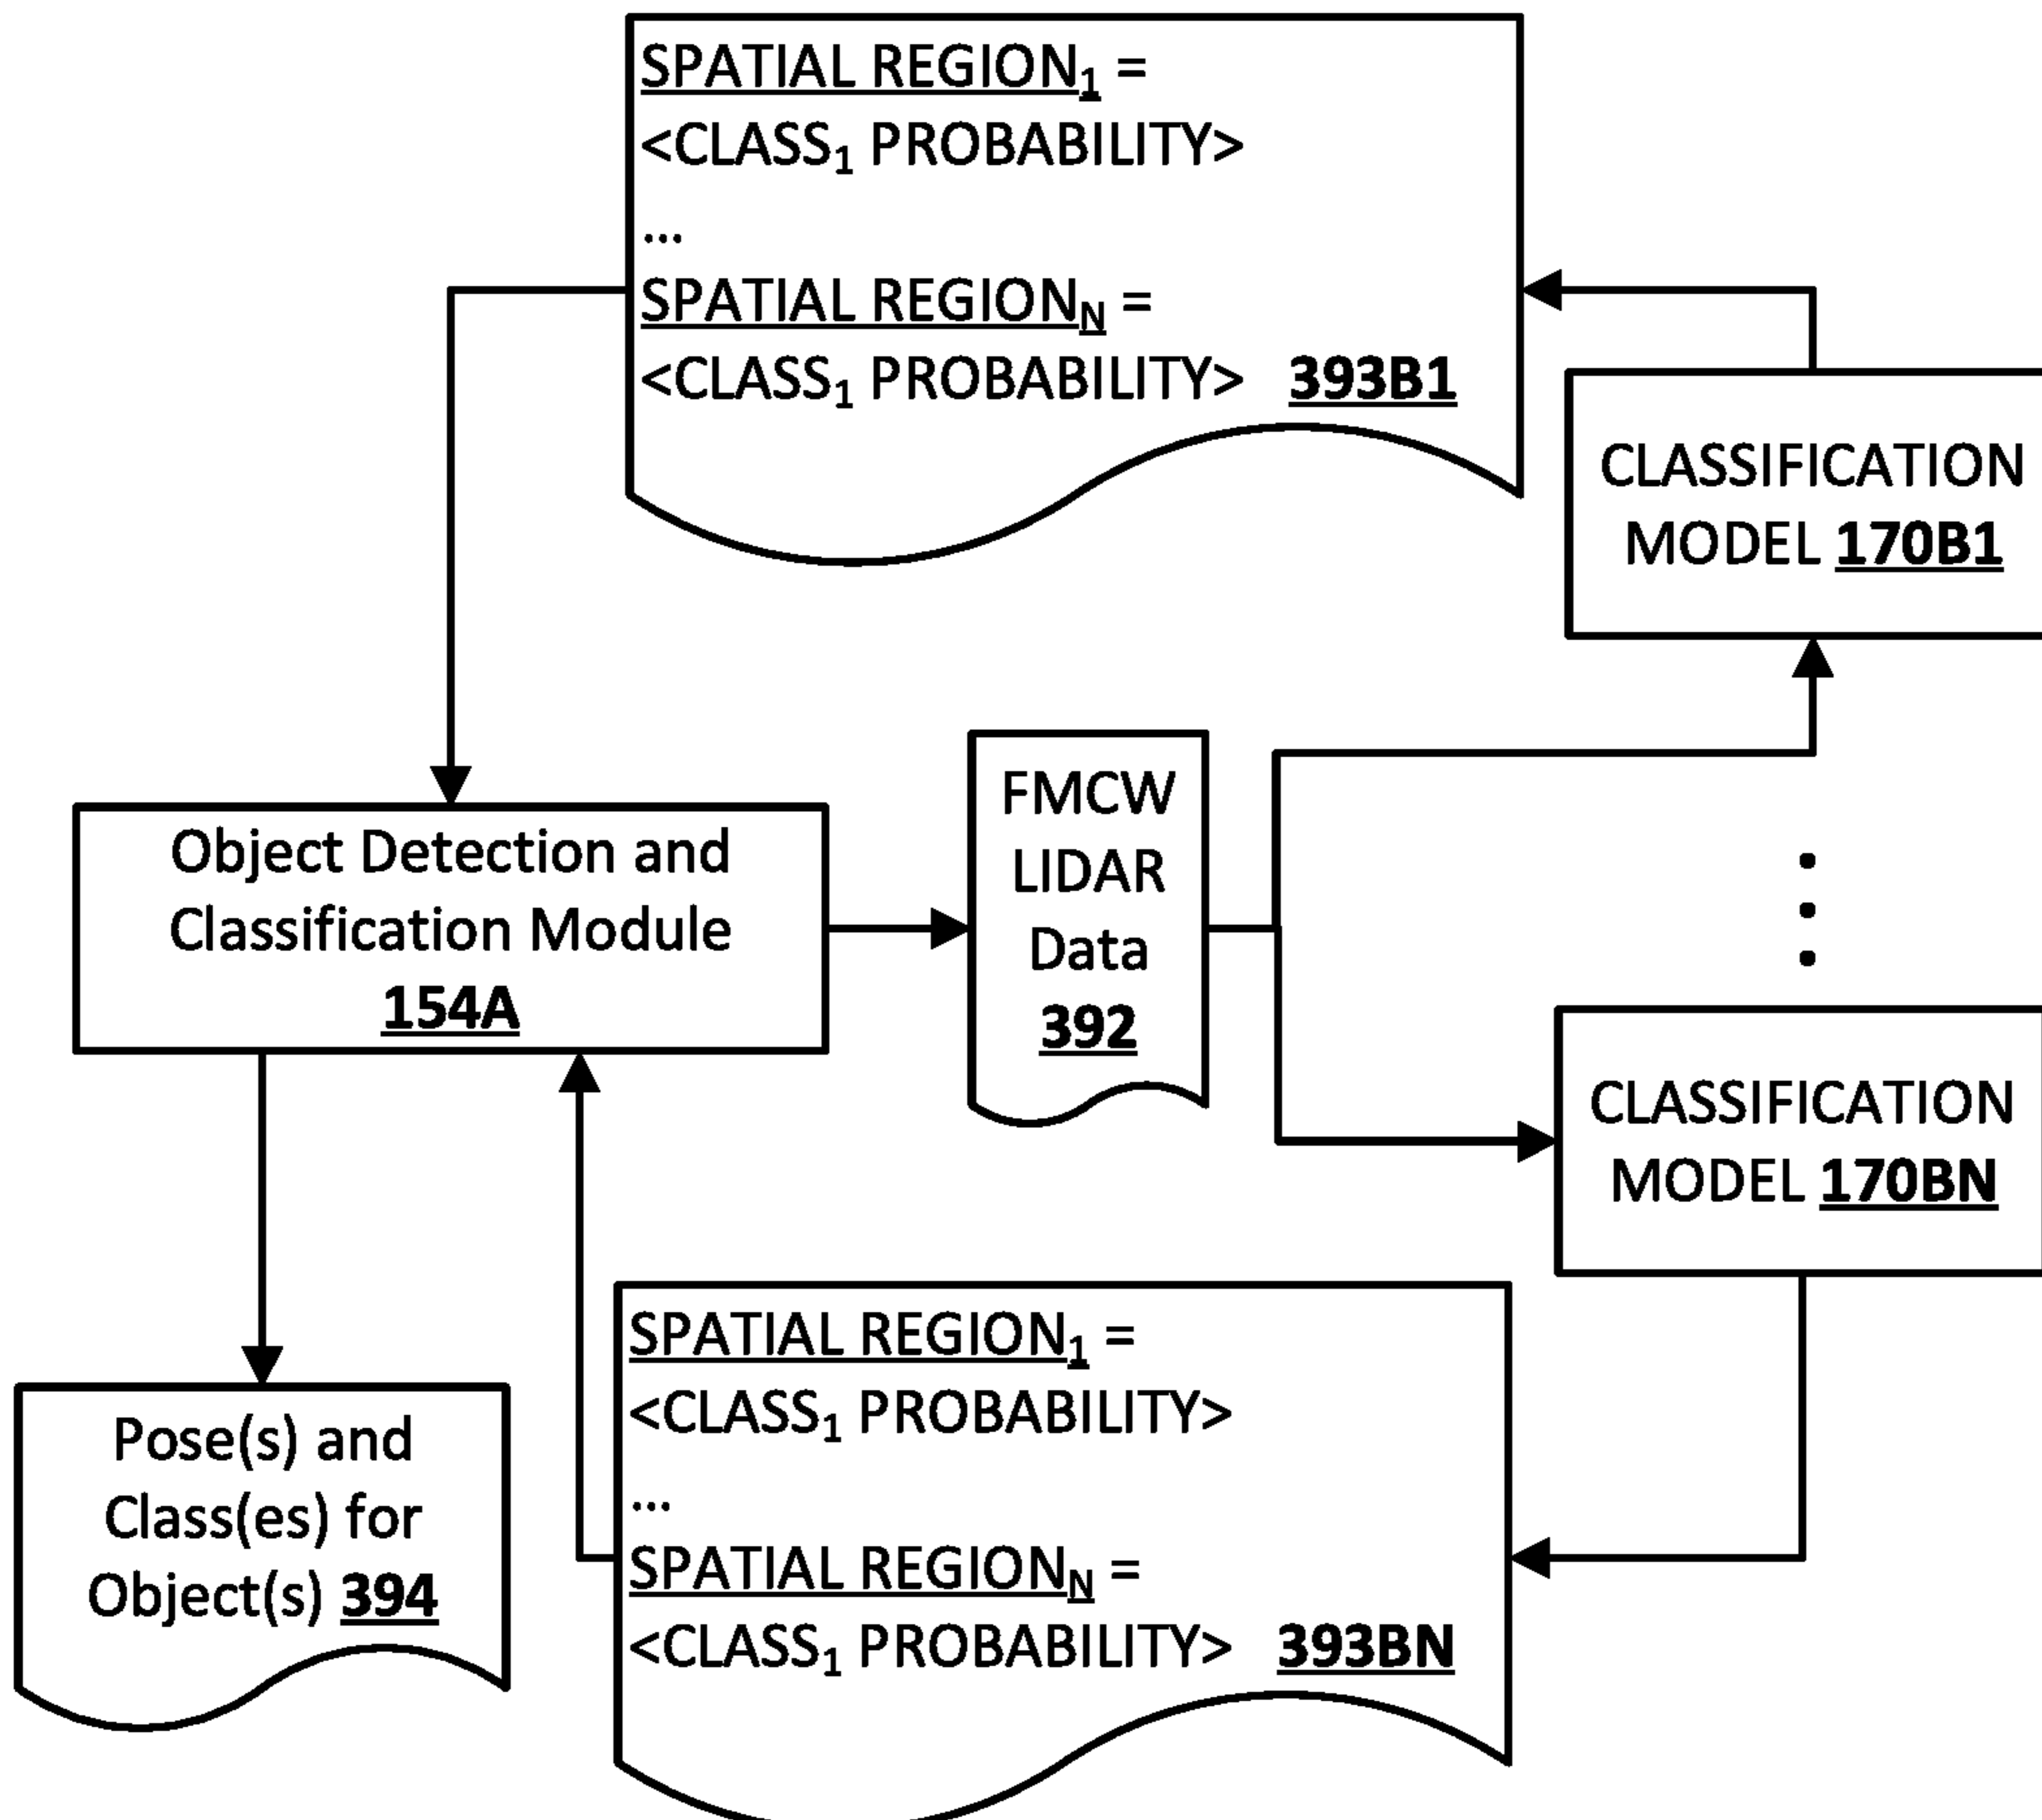 SPATIAL REGION1 =
<CLASS1 PROBABILITY>
...
SPATIAL REGIONN =
<CLASS1 PROBABILITY> 393B1
CLASSIFICATION
MODEL 170B1
Object Detection and
Classification Module
154A
FMCW
LIDAR
Data
392
CLASSIFICATION
MODEL 170BN
SPATIAL REGION1 =
<CLASS1 PROBABILITY>
...
SPATIAL REGIONN =
<CLASS1 PROBABILITY> 393BN
Pose(s) and
Class(es) for
Object(s) 394